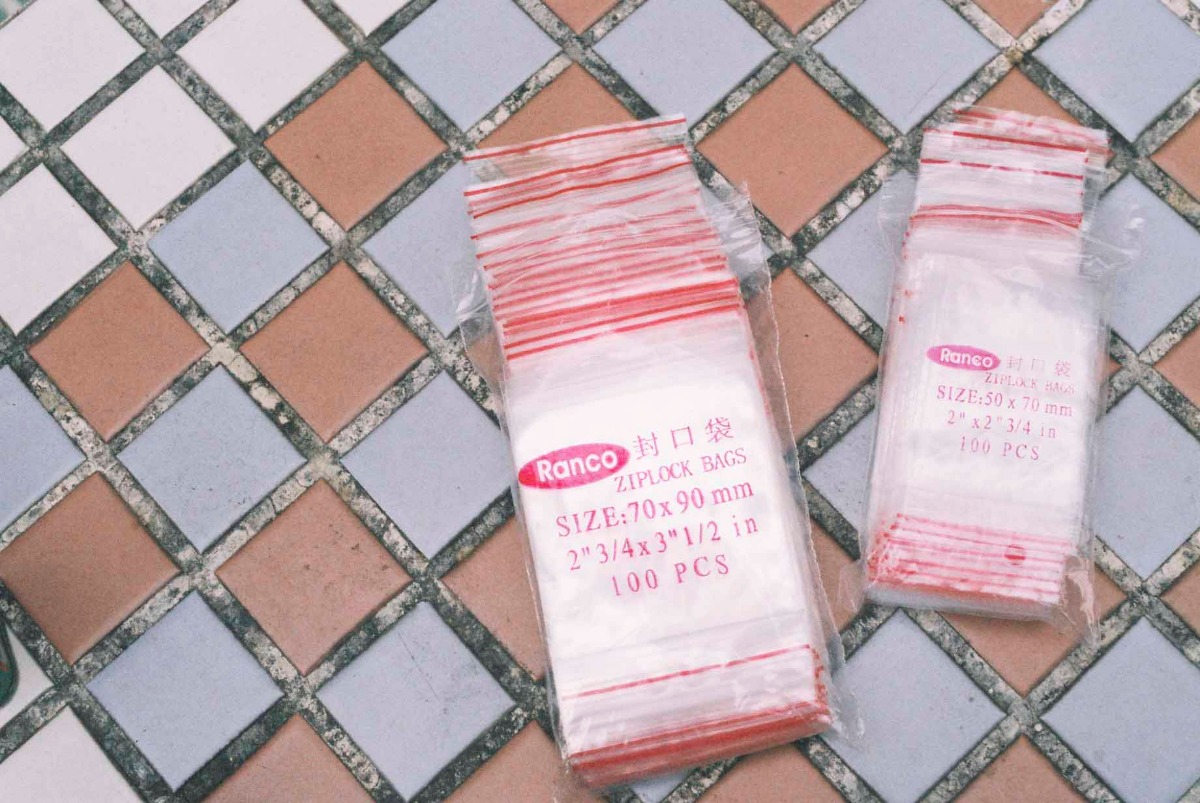 Ranco 封口袋
ZIPLOCK BAGS
SIZE:70x90 mm
2"3/4x3"1/2 in
100 PCS
Ranco 封口袋
ZIPLOCK BAGS
SIZE:50x70 mm
2"x2"3/4 in
100 PCS